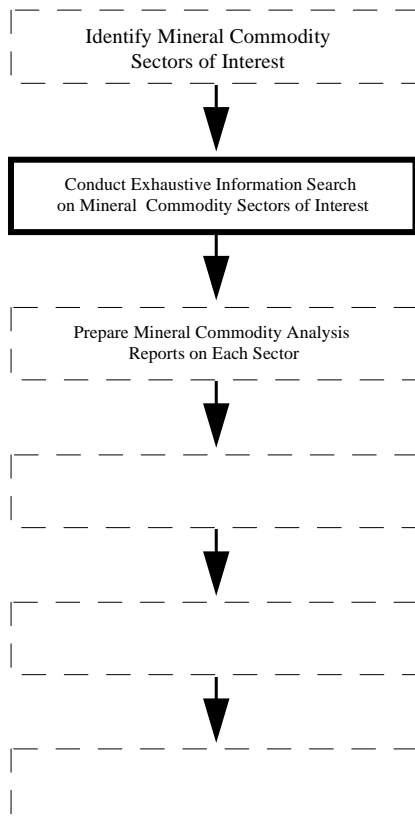 Identify Mineral Commodity
Sectors of Interest
Conduct Exhaustive Information Search
on Mineral Commodity Sectors of Interest
Prepare Mineral Commodity Analysis
Reports on Each Sector